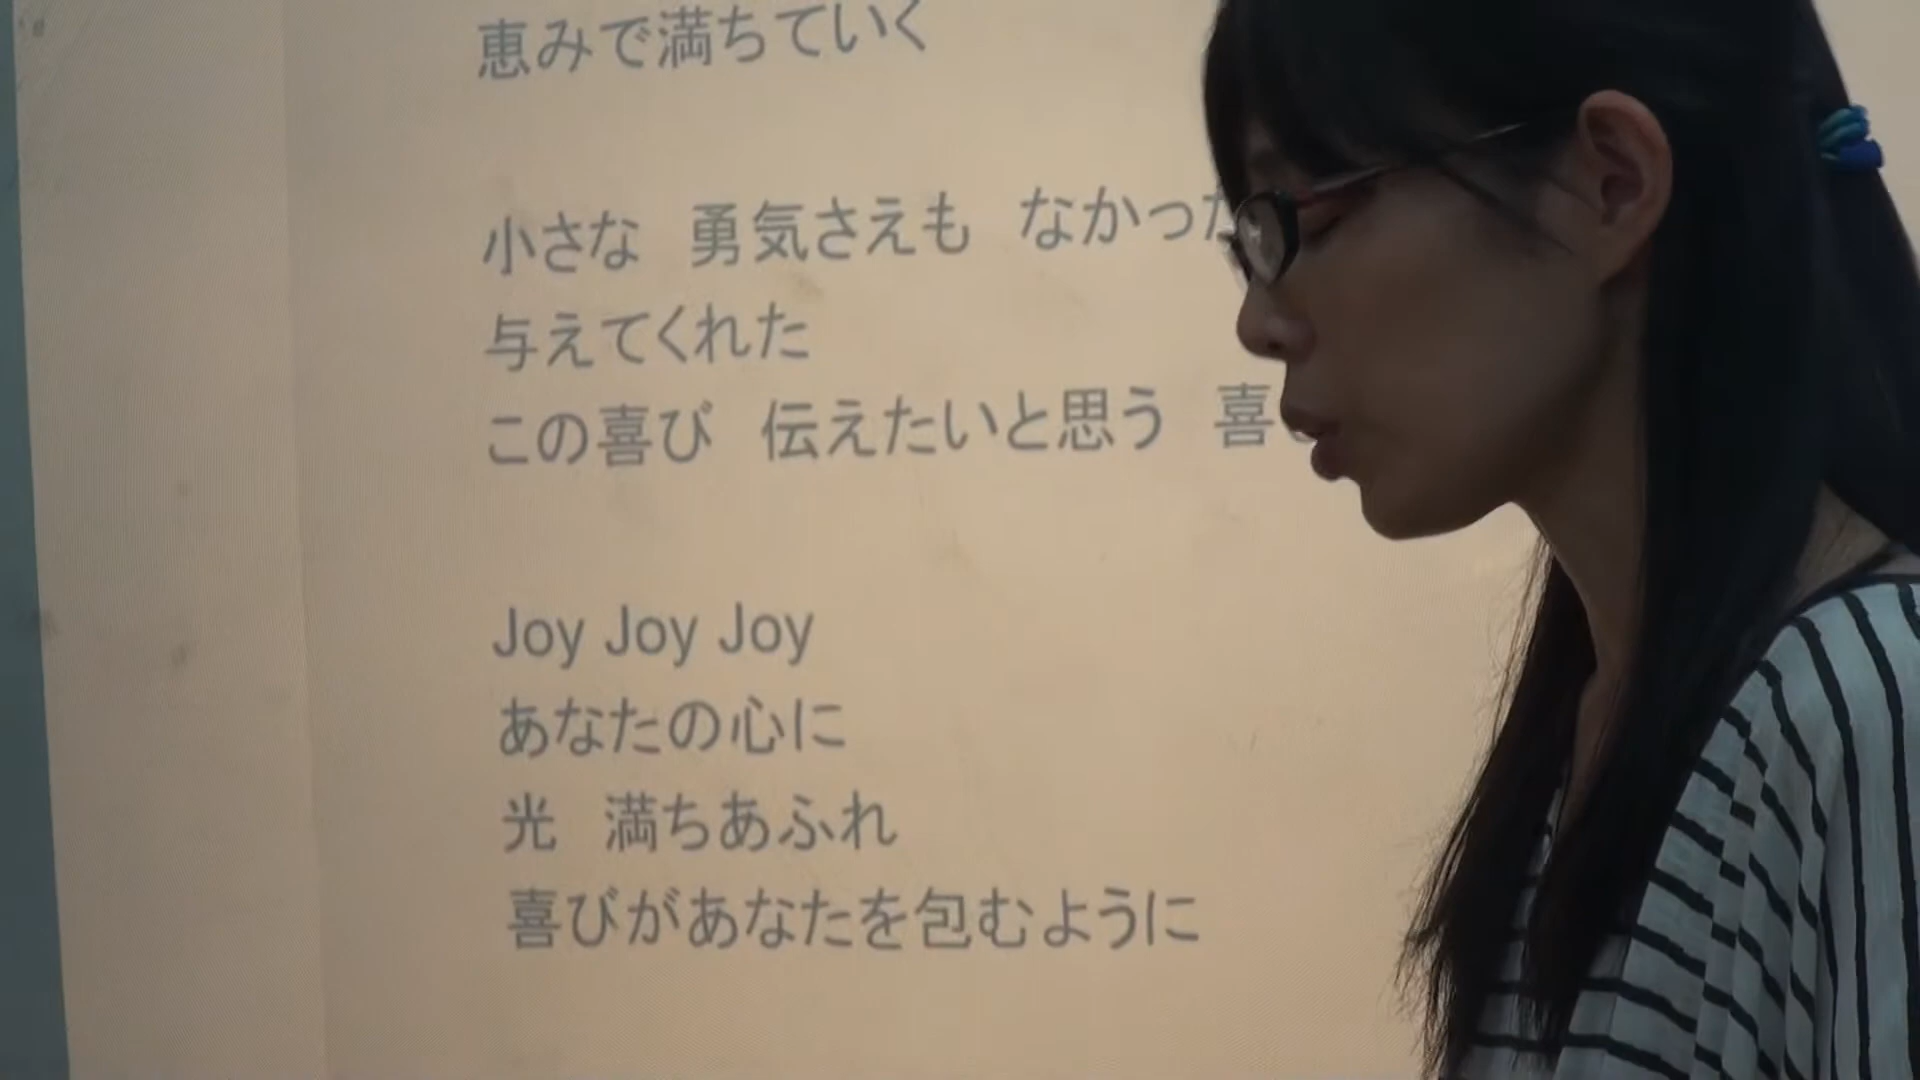 恵みで満ちていく
小さな 勇気さえも なかった
与えてくれた
この喜び 伝えたいと思う 喜
Joy Joy Joy
あなたの心に
光 満ちあふれ
喜びがあなたを包むように